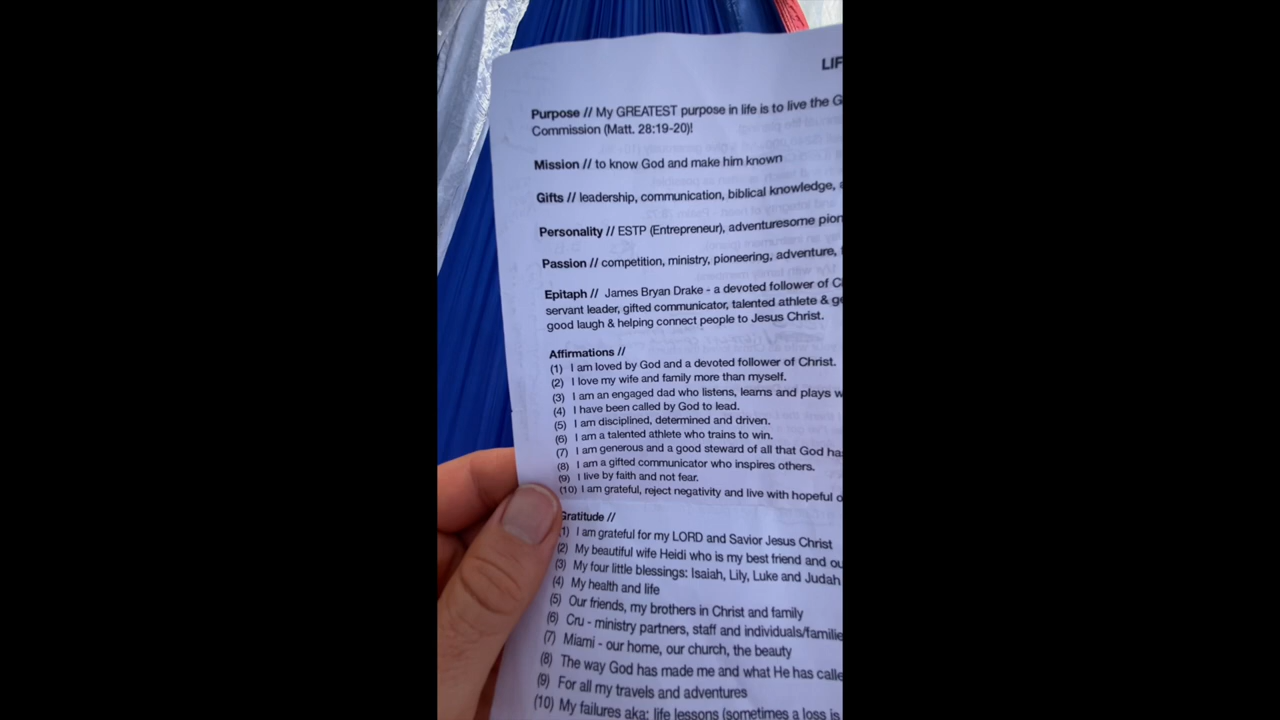 LIF
Purpose // My GREATEST purpose in life is to live the G
Commission (Matt. 28:19-20)!
Mission // to know God and make him known
Gifts // leadership, communication, biblical knowledge,
Personality // ESTP (Entrepreneur), adventuresome pion
Passion // competition, ministry, pioneering, adventure,
Epitaph // James Bryan Drake - a devoted follower of C
servant leader, gifted communicator, talented athlete & ge
good laugh & helping connect people to Jesus Christ.
Affirmations //
(1) I am loved by God and a devoted follower of Christ.
(2) I love my wife and family more than myself.
(3) I am an engaged dad who listens, learns and plays w
(4) I have been called by God to lead.
(5) I am disciplined, determined and driven.
(6) I am a talented athlete who trains to win.
(7) I am generous and a good steward of all that God ha
(8) I am a gifted communicator who inspires others.
(9) I live by faith and not fear.
(10) I am grateful, reject negativity and live with hopeful o
Gratitude //
(1) I am grateful for my LORD and Savior Jesus Christ
(2) My beautiful wife Heidi who is my best friend and ou
(3) My four little blessings: Isaiah, Lily, Luke and Judah
(4) My health and life
(5) Our friends, my brothers in Christ and family
(6) Cru - ministry partners, staff and individuals/familie
(7) Miami - our home, our church, the beauty
(8) The way God has made me and what He has calle
(9) For all my travels and adventures
(10) My failures aka: life lessons (sometimes a loss is